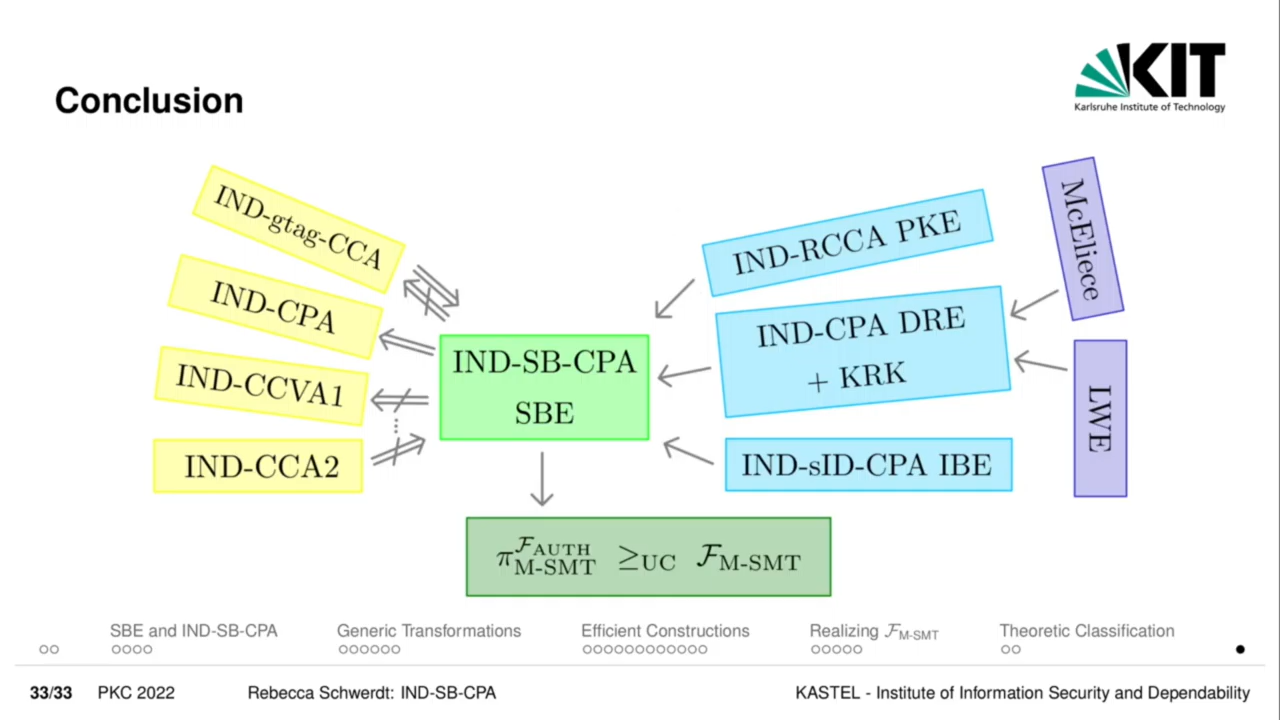 KIT
Karlsruhe Institute of Technology
Conclusion
IND-gtag-CCA
IND-CPA
IND-CCVA1
IND-CCA2
IND-SB-CPA
SBE
IND-RCCA PKE
IND-CPA DRE
+ KRK
IND-sID-CPA IBE
McEliece
LWE
π^{ℱ_AUTH}_{M-SMT} ≥_UC ℱ_{M-SMT}
SBE and IND-SB-CPA Generic Transformations Efficient Constructions Realizing ℱ_{M-SMT} Theoretic Classification
33/33 PKC 2022 Rebecca Schwerdt: IND-SB-CPA KASTEL - Institute of Information Security and Dependability